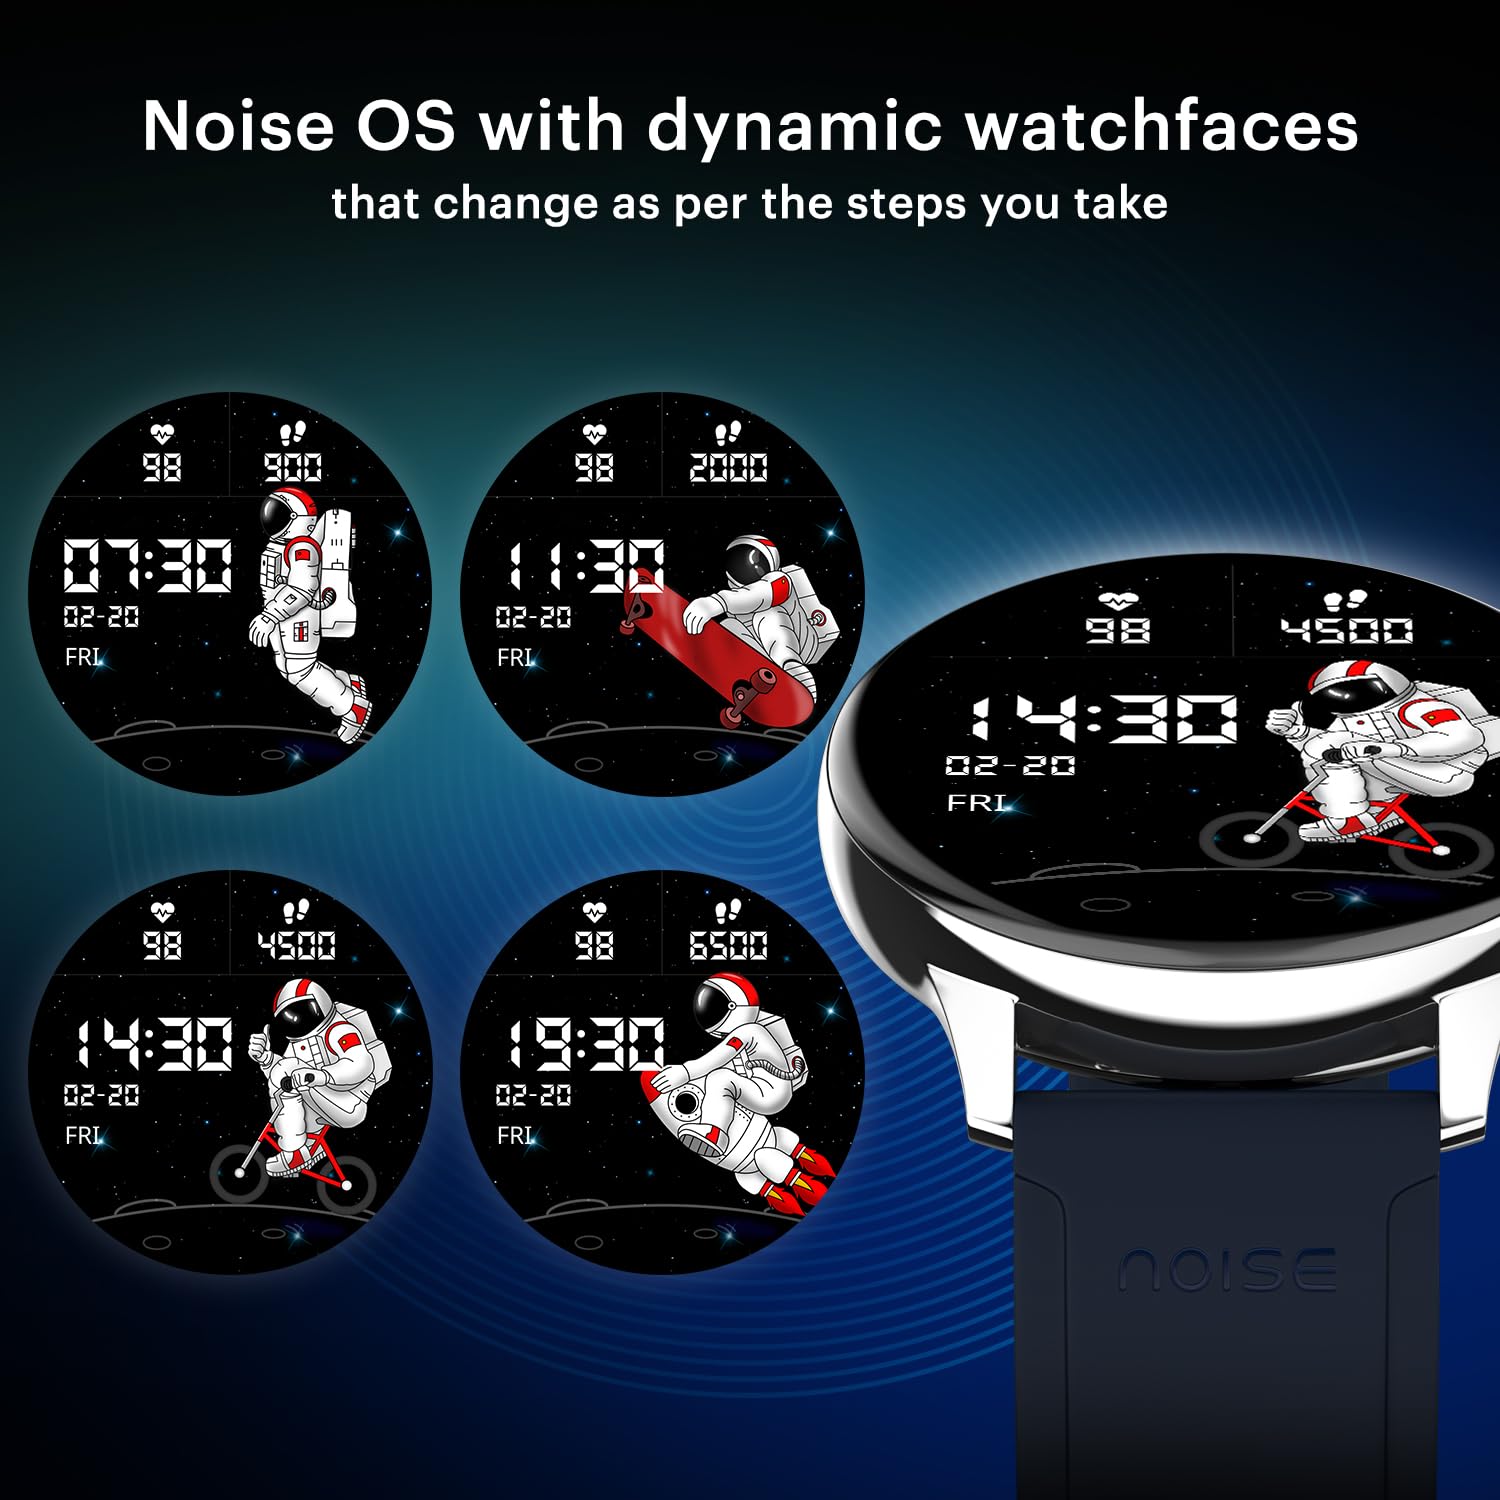 Noise OS with dynamic watchfaces
that change as per the steps you take
98 900
07:30
02-20
FRI
98 2000
11:30
02-20
FRI
98 4500
14:30
02-20
FRI
98 4500
14:30
02-20
FRI
98 6500
19:30
02-20
FRI
NOISE